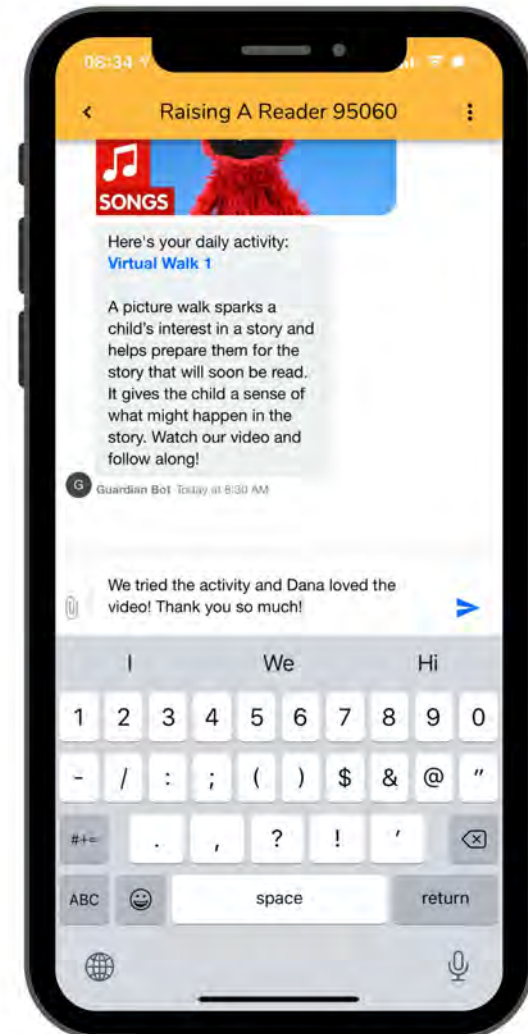 08:34
Raising A Reader 95060
SONGS
Here's your daily activity:
Virtual Walk 1
A picture walk sparks a
child's interest in a story and
helps prepare them for the
story that will soon be read.
It gives the child a sense of
what might happen in the
story. Watch our video and
follow along!
G Guardian Bot Today at 8:30 AM
We tried the activity and Dana loved the
video! Thank you so much!
I We Hi
1 2 3 4 5 6 7 8 9 0
- / : ; ( ) $ & @ "
#+= . , ? ! '
ABC space return